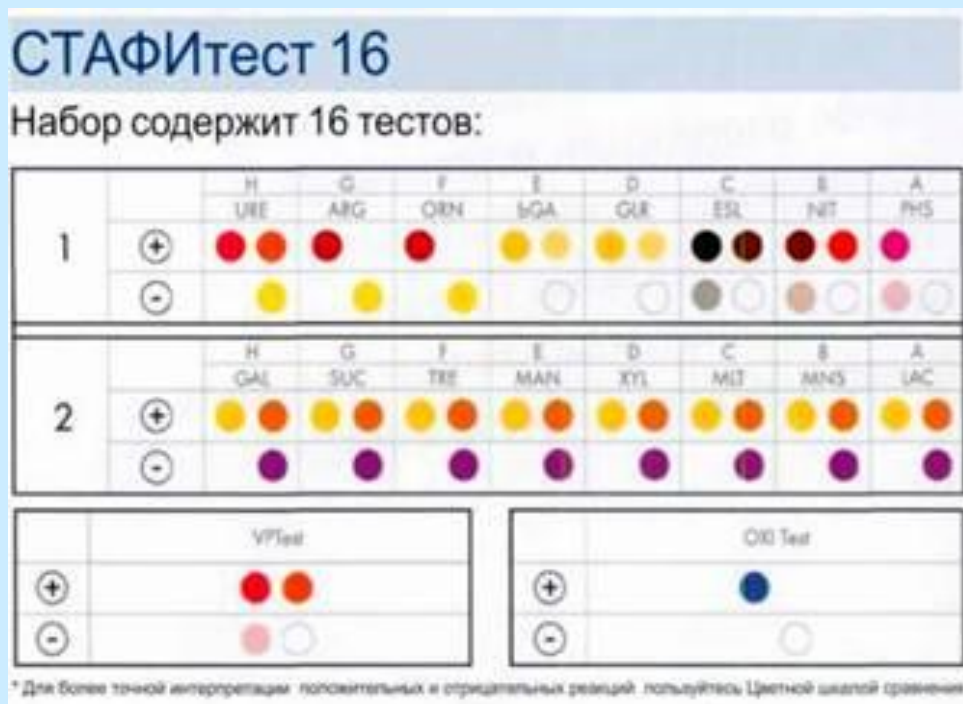 СТАФИтест 16
Набор содержит 16 тестов:
H G F E D C B A
URE ARG ORN bGA GLR ESL NIT PHS
1 +
-
H G F E D C B A
GAL SUC TRE MAN XYL MLT MNS LAC
2 +
-
VPTest OXI Test
+ +
- -
* Для более точной интерпретации положительных и отрицательных реакций пользуйтесь Цветной шкалой сравнения